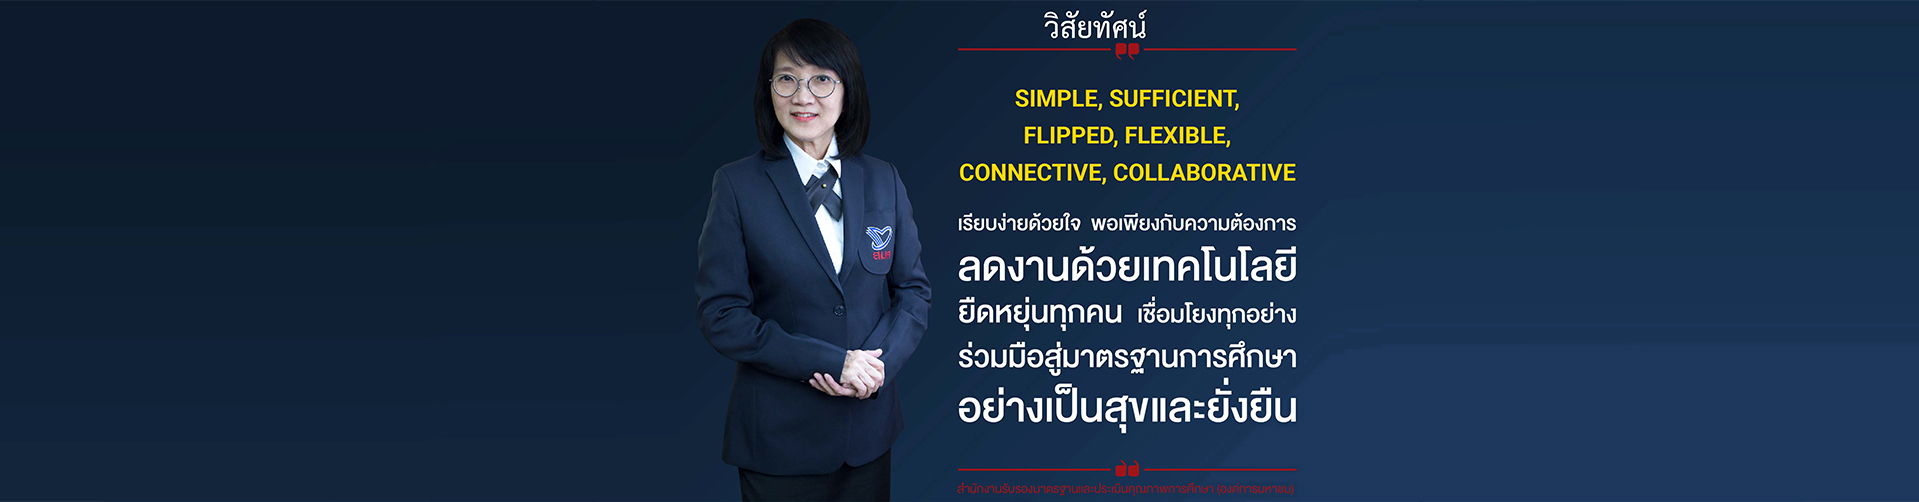 วิสัยทัศน์
SIMPLE, SUFFICIENT,
FLIPPED, FLEXIBLE,
CONNECTIVE, COLLABORATIVE
เรียบง่ายด้วยใจ พอเพียงกับความต้องการ
ลดงานด้วยเทคโนโลยี
ยืดหยุ่นทุกคน เชื่อมโยงทุกอย่าง
ร่วมมือสู่มาตรฐานการศึกษา
อย่างเป็นสุขและยั่งยืน
สำนักงานรับรองมาตรฐานและประเมินคุณภาพการศึกษา (องค์การมหาชน)